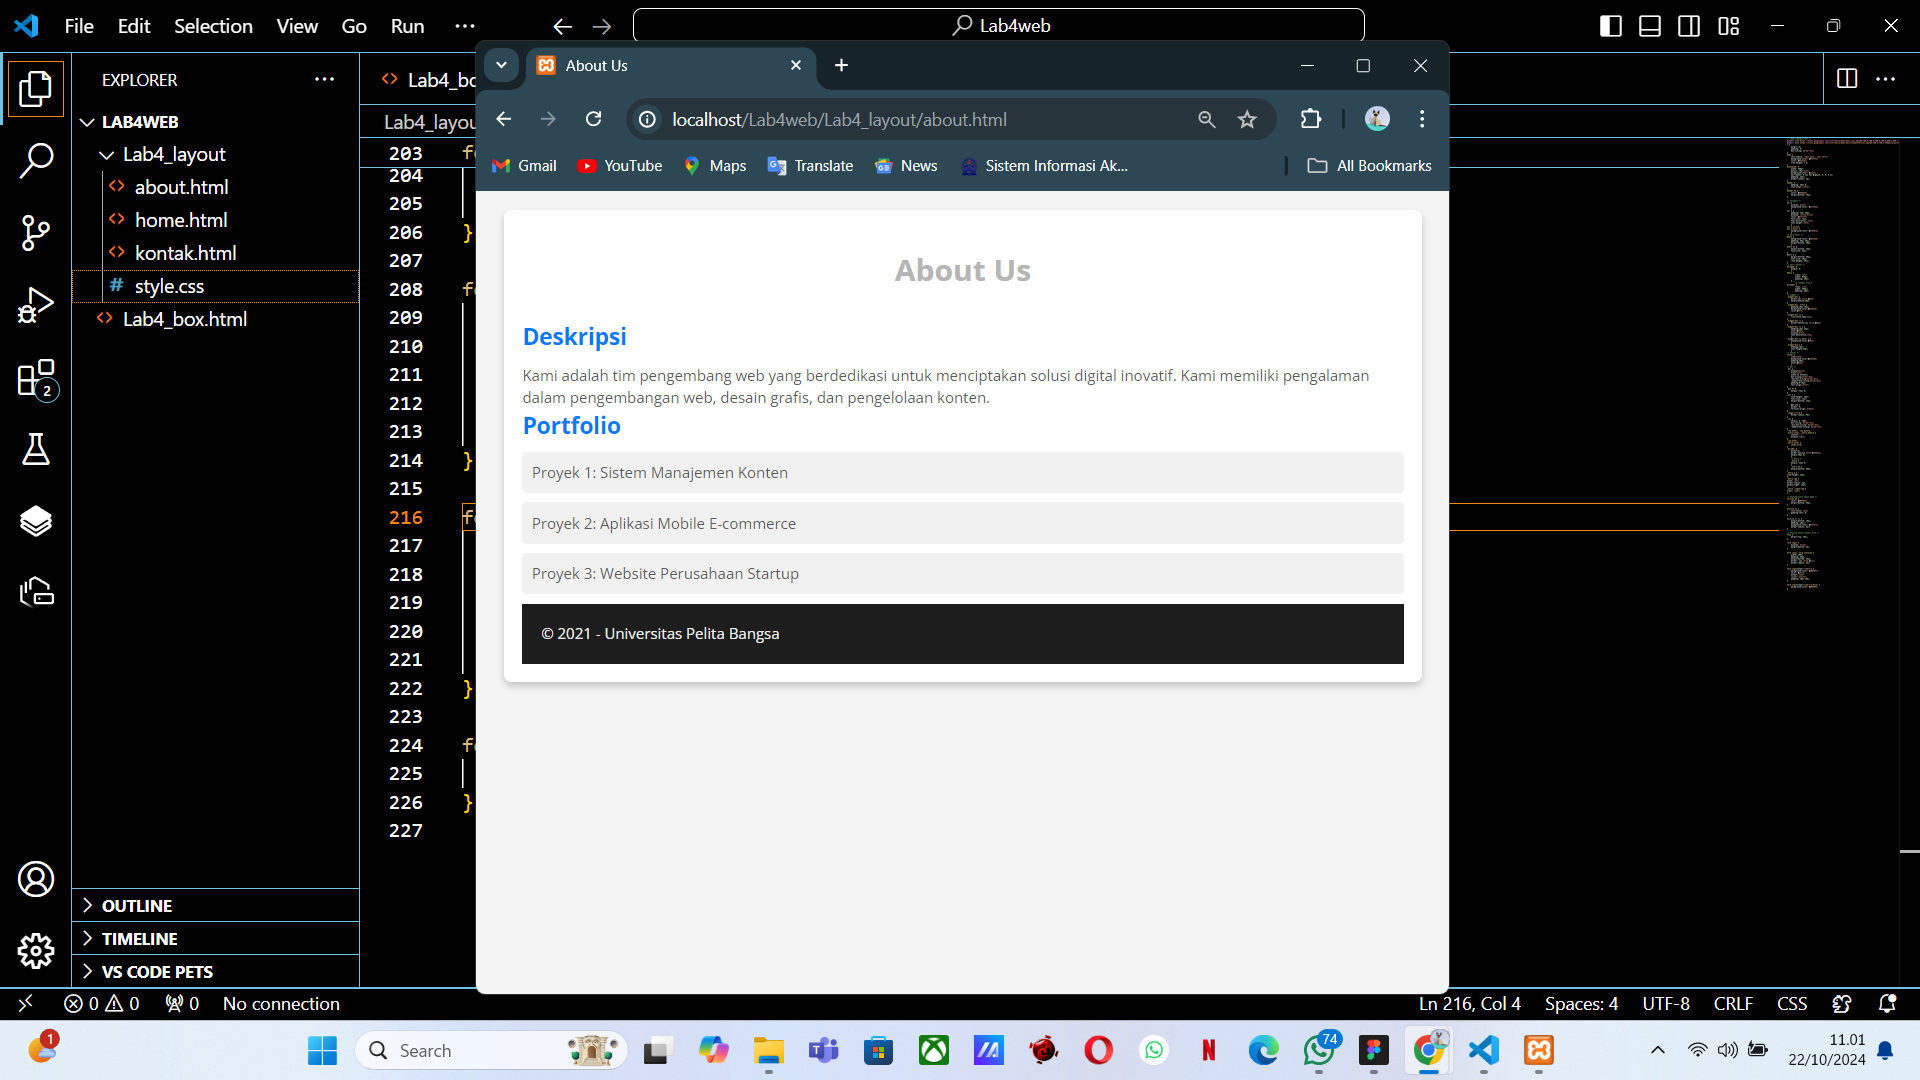 File Edit Selection View Go Run
Lab4web
EXPLORER
LAB4WEB
Lab4_layout
about.html
home.html
kontak.html
style.css
Lab4_box.html
2
OUTLINE
TIMELINE
VS CODE PETS
Lab4_bo
Lab4_layou
203
204
205
206 }
207
208
209
210
211
212
213
214 }
215
216
217
218
219
220
221
222 }
223
224
225
226 }
227
About Us
localhost/Lab4web/Lab4_layout/about.html
Gmail YouTube Maps Translate News Sistem Informasi Ak... All Bookmarks
About Us
Deskripsi
Kami adalah tim pengembang web yang berdedikasi untuk menciptakan solusi digital inovatif. Kami memiliki pengalaman
dalam pengembangan web, desain grafis, dan pengelolaan konten.
Portfolio
Proyek 1: Sistem Manajemen Konten
Proyek 2: Aplikasi Mobile E-commerce
Proyek 3: Website Perusahaan Startup
© 2021 - Universitas Pelita Bangsa
0 0 0 No connection
Ln 216, Col 4 Spaces: 4 UTF-8 CRLF CSS
1
Search
74
11.01
22/10/2024